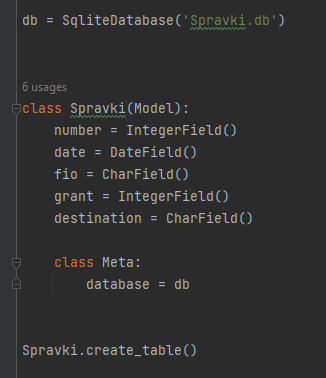 db = SqliteDatabase('Spravki.db')
6 usages
class Spravki(Model):
    number = IntegerField()
    date = DateField()
    fio = CharField()
    grant = IntegerField()
    destination = CharField()
    class Meta:
        database = db
Spravki.create_table()